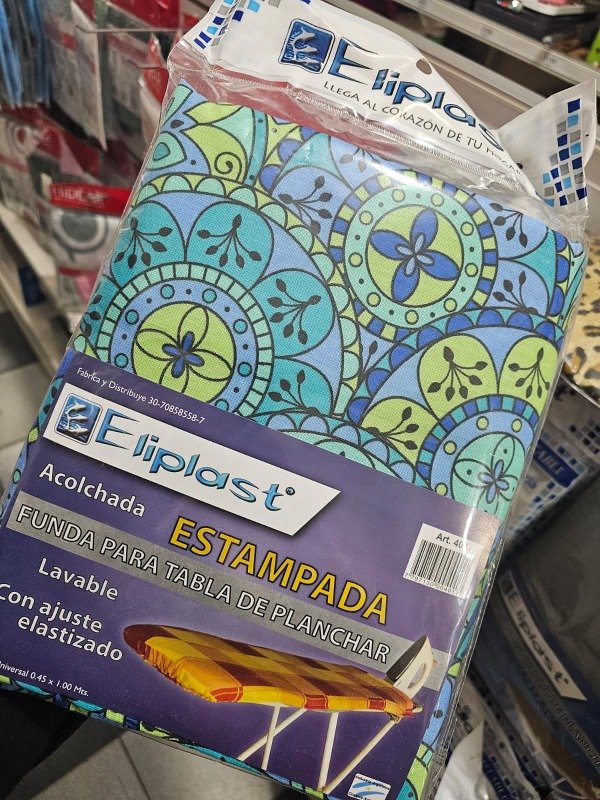 Eliplast
LLEGA AL CORAZÓN DE TU
Fabrica y Distribuye 30-70858558-7
Eliplast
Acolchada
ESTAMPADA
Art. 40
FUNDA PARA TABLA DE PLANCHAR
Lavable
Con ajuste
elastizado
Universal 0.45 x 1.00 Mts.